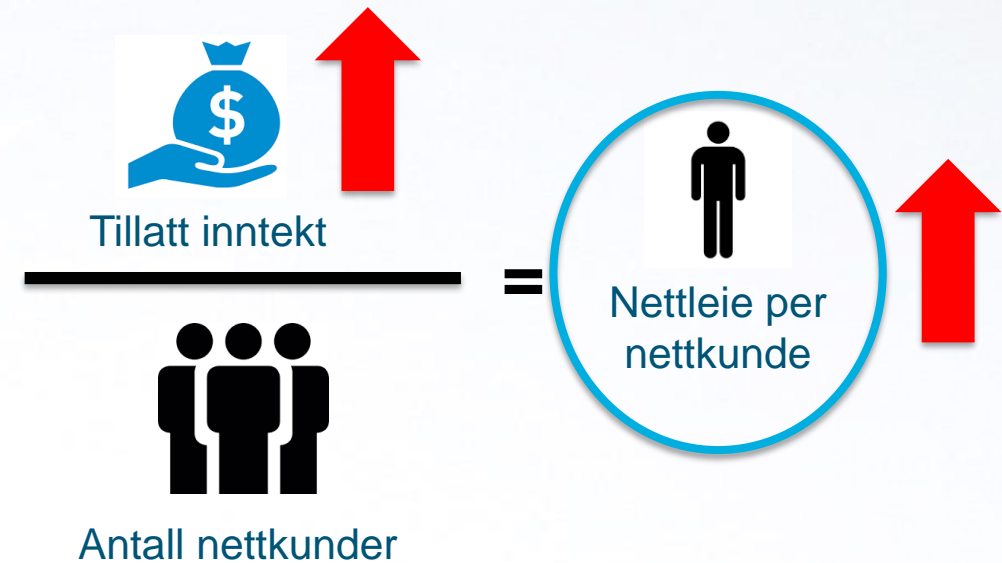 $
Tillatt inntekt
=
Nettleie per
nettkunde
Antall nettkunder